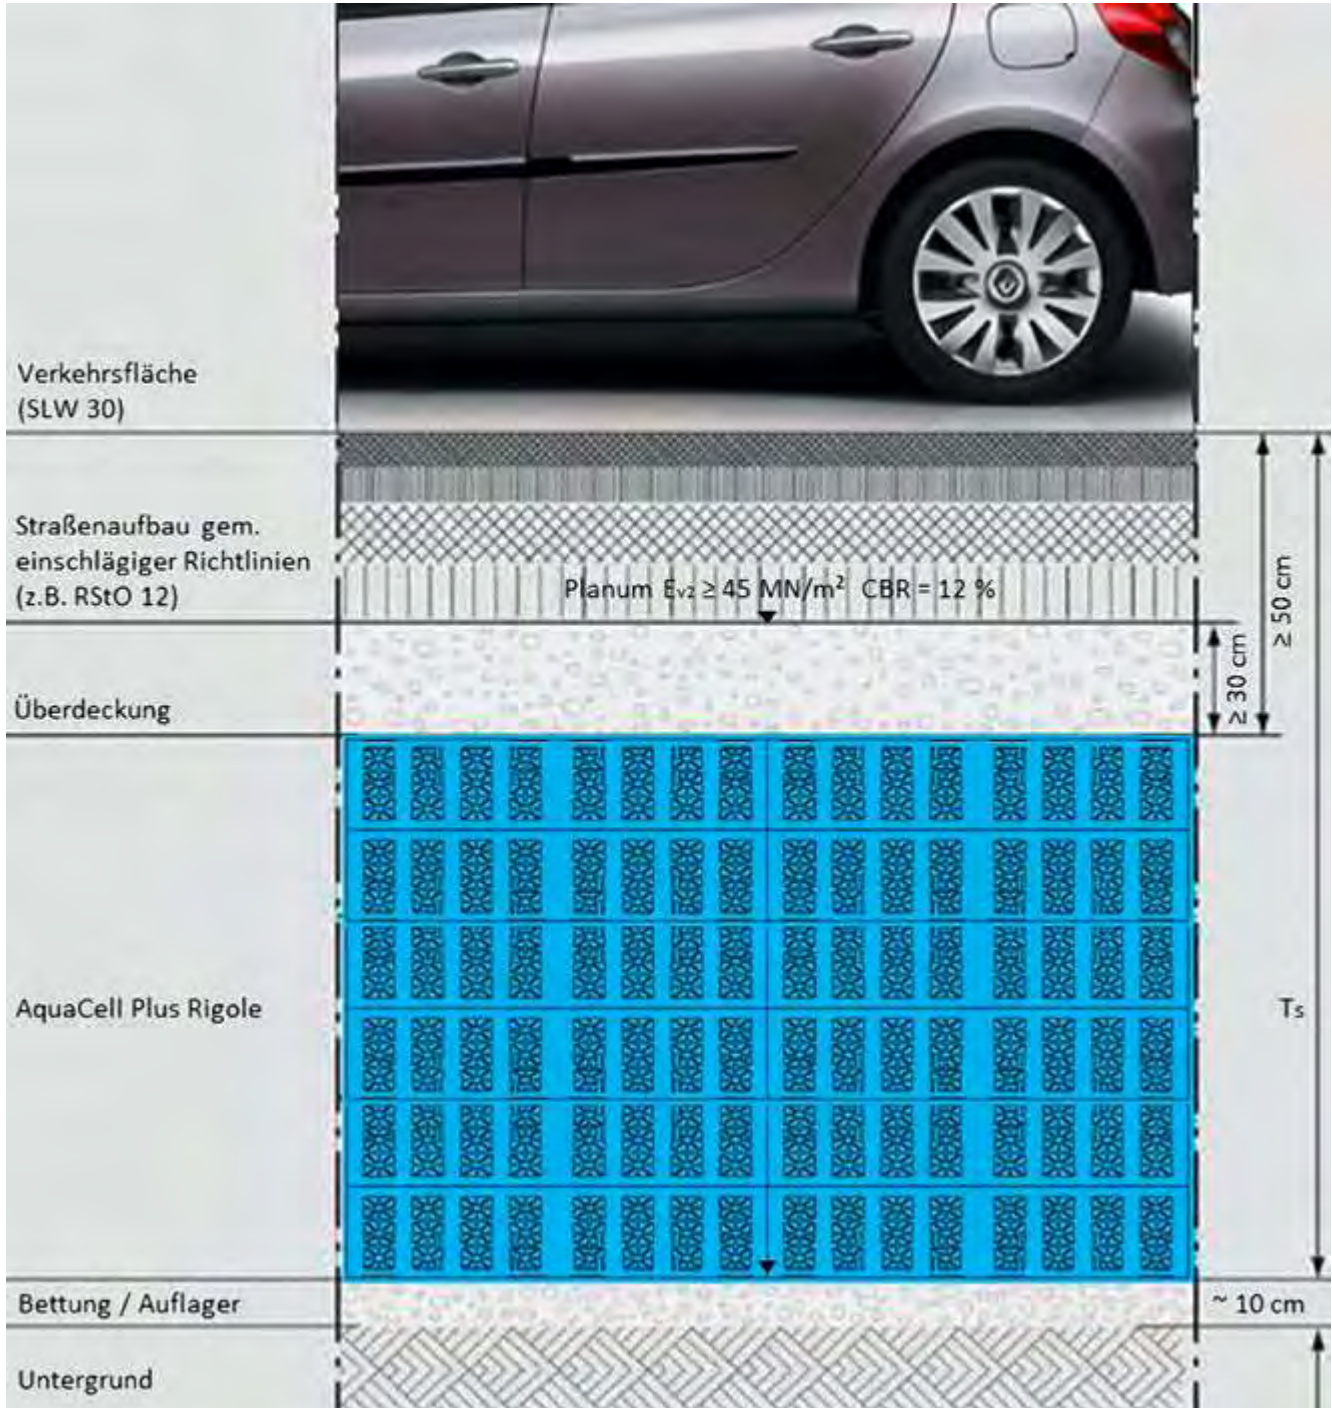 Verkehrsfläche
(SLW 30)
Straßenaufbau gem.
einschlägiger Richtlinien
(z.B. RStO 12)
Planum Ev2 ≥ 45 MN/m² CBR = 12 %
≥ 50 cm
≥ 30 cm
Überdeckung
AquaCell Plus Rigole
Ts
Bettung / Auflager
~ 10 cm
Untergrund